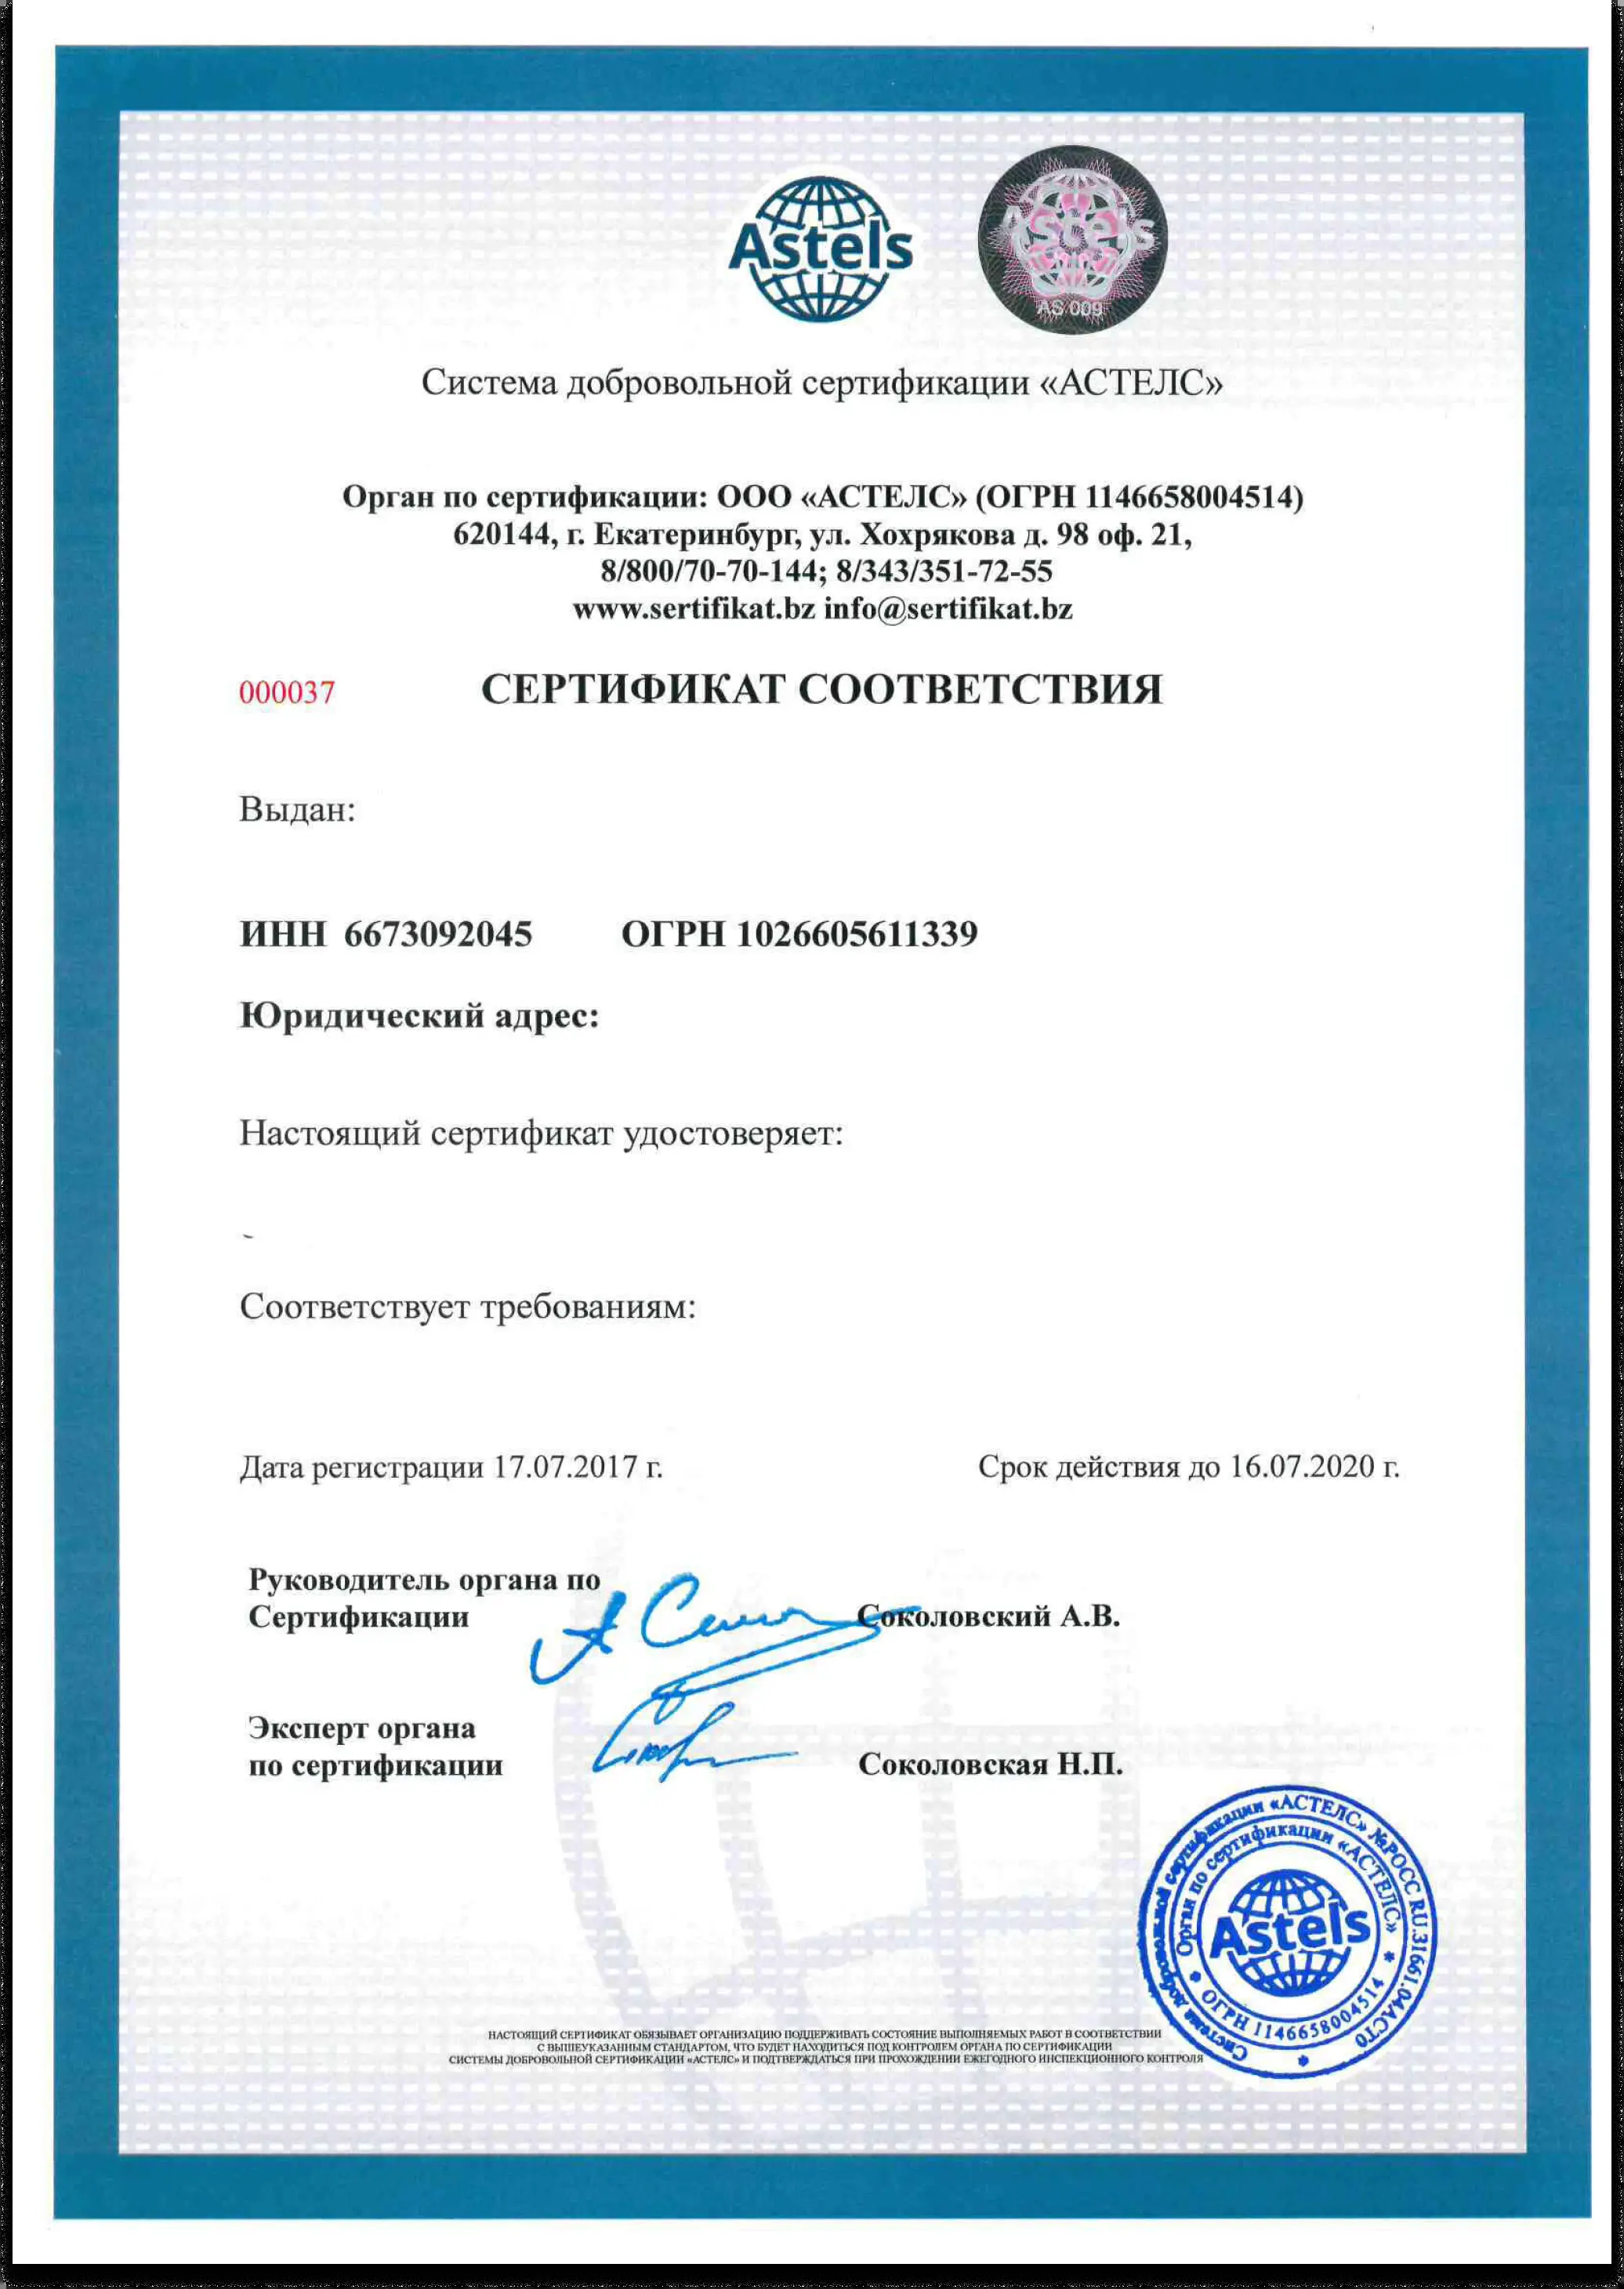 Astels
Astels
AS 009
Система добровольной сертификации «АСТЕЛС»
Орган по сертификации: ООО «АСТЕЛС» (ОГРН 1146658004514)
620144, г. Екатеринбург, ул. Хохрякова д. 98 оф. 21,
8/800/70-70-144; 8/343/351-72-55
www.sertifikat.bz info@sertifikat.bz
000037 СЕРТИФИКАТ СООТВЕТСТВИЯ
Выдан:
ИНН 6673092045 ОГРН 1026605611339
Юридический адрес:
Настоящий сертификат удостоверяет:
Соответствует требованиям:
Дата регистрации 17.07.2017 г. Срок действия до 16.07.2020 г.
Руководитель органа по
Сертификации Соколовский А.В.
Эксперт органа
по сертификации Соколовская Н.П.
Система добровольной сертификации «АСТЕЛС» №РОСС RU.31661.04АСТ0
Орган по сертификации «АСТЕЛС»
Astels
* ОГРН 1146658004514 *
НАСТОЯЩИЙ СЕРТИФИКАТ ОБЯЗЫВАЕТ ОРГАНИЗАЦИЮ ПОДДЕРЖИВАТЬ СОСТОЯНИЕ ВЫПОЛНЯЕМЫХ РАБОТ В СООТВЕТСТВИИ
С ВЫШЕУКАЗАННЫМ СТАНДАРТОМ, ЧТО БУДЕТ НАХОДИТЬСЯ ПОД КОНТРОЛЕМ ОРГАНА ПО СЕРТИФИКАЦИИ
СИСТЕМЫ ДОБРОВОЛЬНОЙ СЕРТИФИКАЦИИ «АСТЕЛС» И ПОДТВЕРЖДАТЬСЯ ПРИ ПРОХОЖДЕНИИ ЕЖЕГОДНОГО ИНСПЕКЦИОННОГО КОНТРОЛЯ